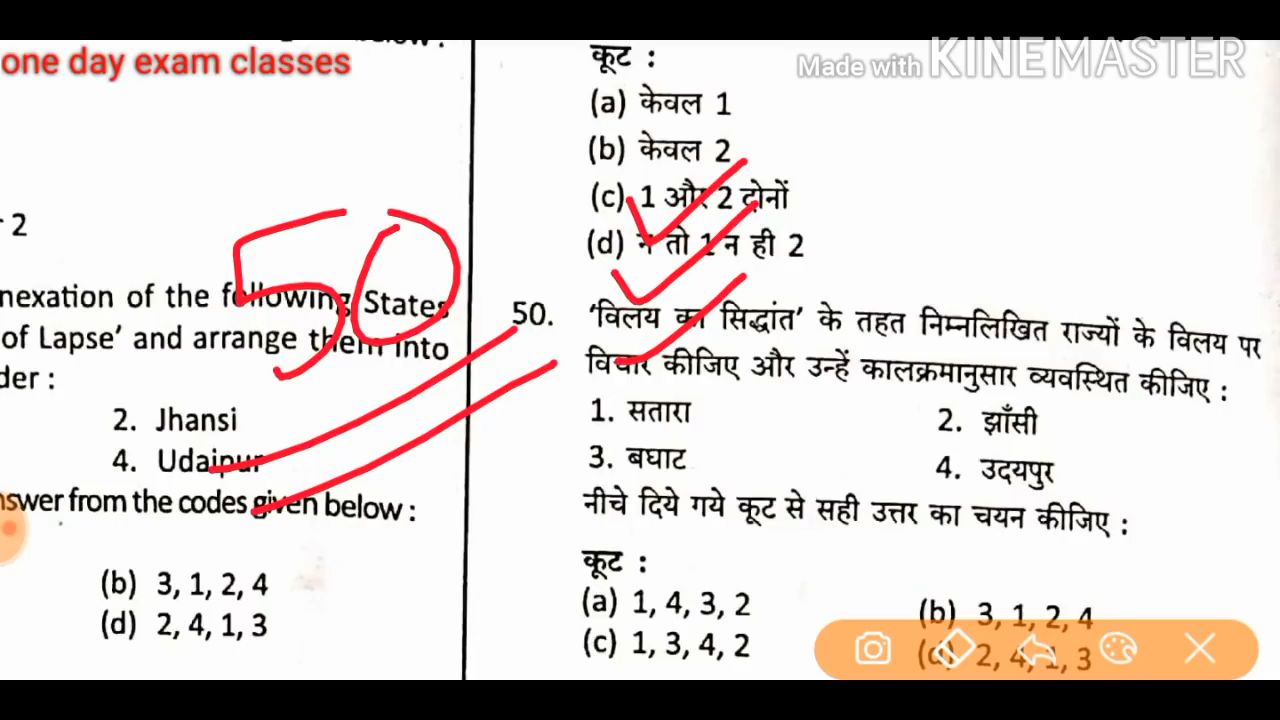 one day exam classes
Made with KINEMASTER
2
nexation of the following States
of Lapse' and arrange them into
der :
2. Jhansi
4. Udaipur
nswer from the codes given below :
(b) 3, 1, 2, 4
(d) 2, 4, 1, 3
50
कूट :
(a) केवल 1
(b) केवल 2
(c) 1 और 2 दोनों
(d) न तो 1 न ही 2
50. 'विलय का सिद्धांत' के तहत निम्नलिखित राज्यों के विलय पर
विचार कीजिए और उन्हें कालक्रमानुसार व्यवस्थित कीजिए :
1. सतारा 2. झाँसी
3. बघाट 4. उदयपुर
नीचे दिये गये कूट से सही उत्तर का चयन कीजिए :
कूट :
(a) 1, 4, 3, 2 (b) 3, 1, 2, 4
(c) 1, 3, 4, 2 (d) 2, 4, 1, 3